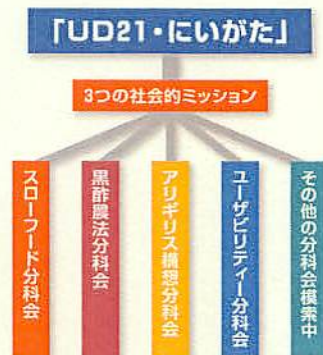 「UD21・にいがた」
3つの社会的ミッション
スローフード分科会
黒酢農法分科会
アリギリス構想分科会
ユーザビリティー分科会
その他の分科会模索中